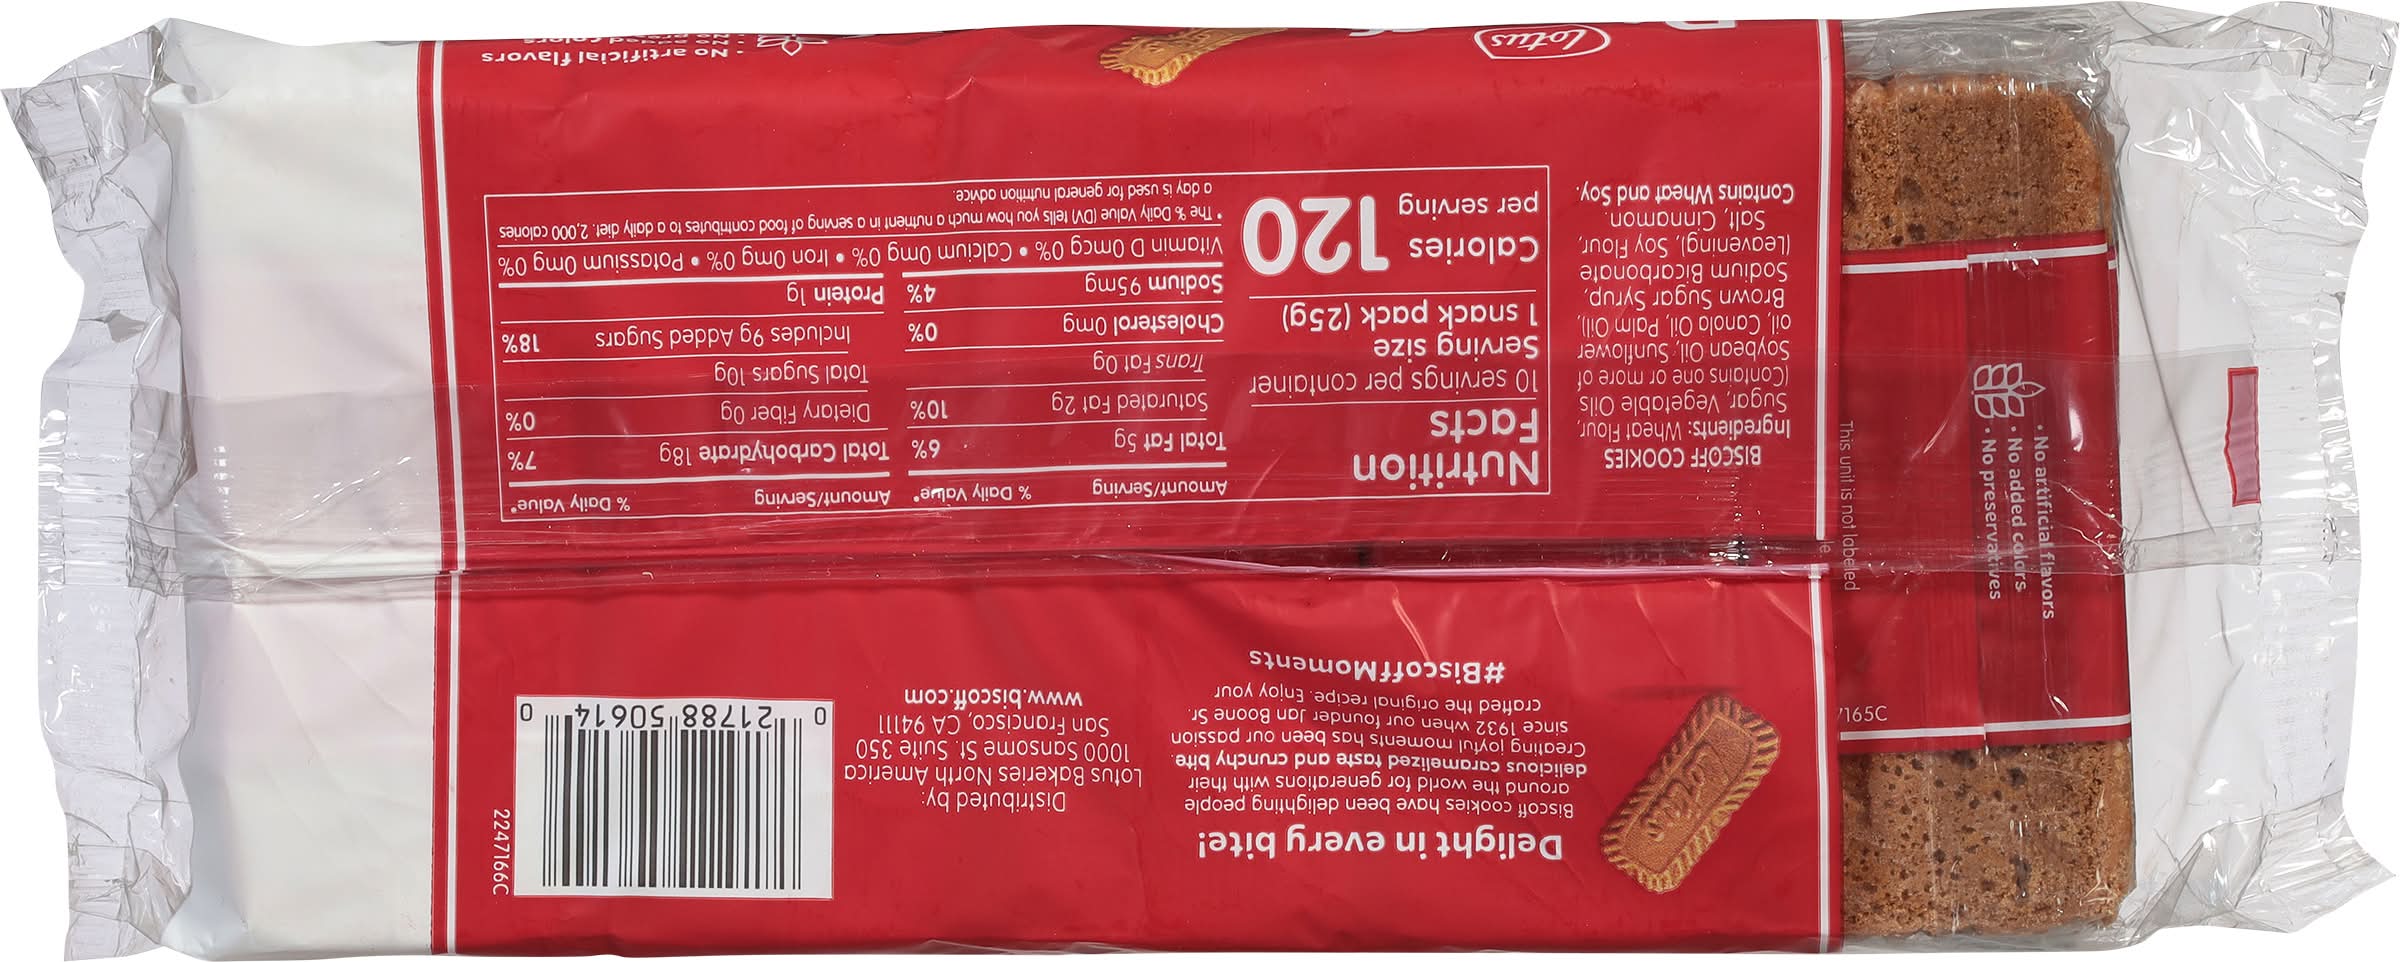 Delight in every bite!
Biscoff cookies have been delighting people
around the world for generations with their
delicious caramelized taste and crunchy bite.
Creating joyful moments has been our passion
since 1932 when our founder Jan Boone Sr.
crafted the original recipe. Enjoy your
#BiscoffMoments
Distributed by:
Lotus Bakeries North America
1000 Sansome St. Suite 350
San Francisco, CA 94111
www.biscoff.com
0 21788 50614 0
2247166C
BISCOFF COOKIES
Ingredients: Wheat Flour,
Sugar, Vegetable Oils
(Contains one or more of
Soybean Oil, Sunflower
oil, Canola Oil, Palm Oil),
Brown Sugar Syrup,
Sodium Bicarbonate
(Leavening), Soy Flour,
Salt, Cinnamon.
Contains Wheat and Soy.
Nutrition
Facts
10 servings per container
Serving size
1 snack pack (25g)
Calories
per serving
120
Amount/Serving % Daily Value*
Total Fat 5g 6%
Saturated Fat 2g 10%
Trans Fat 0g
Cholesterol 0mg 0%
Sodium 95mg 4%
Amount/Serving % Daily Value*
Total Carbohydrate 18g 7%
Dietary Fiber 0g 0%
Total Sugars 10g
Includes 9g Added Sugars 18%
Protein 1g
Vitamin D 0mcg 0% • Calcium 0mg 0% • Iron 0mg 0% • Potassium 0mg 0%
* The % Daily Value (DV) tells you how much a nutrient in a serving of food contributes to a daily diet. 2,000 calories
a day is used for general nutrition advice.
Lotus
• No artificial flavors
7165C
This unit is not labeled
• No artificial flavors
• No added colors
• No preservatives
Lotus